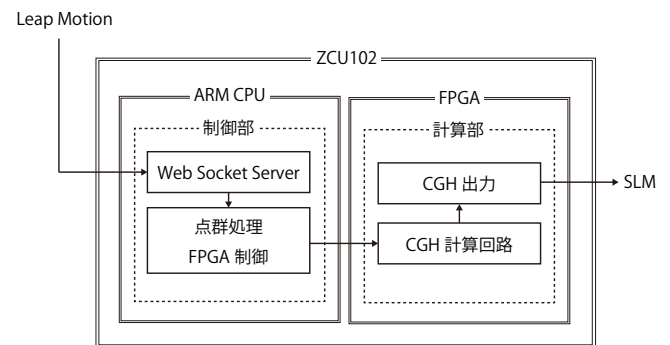 Leap Motion
ZCU102
ARM CPU
制御部
Web Socket Server
点群処理
FPGA 制御
FPGA
計算部
CGH 出力
SLM
CGH 計算回路